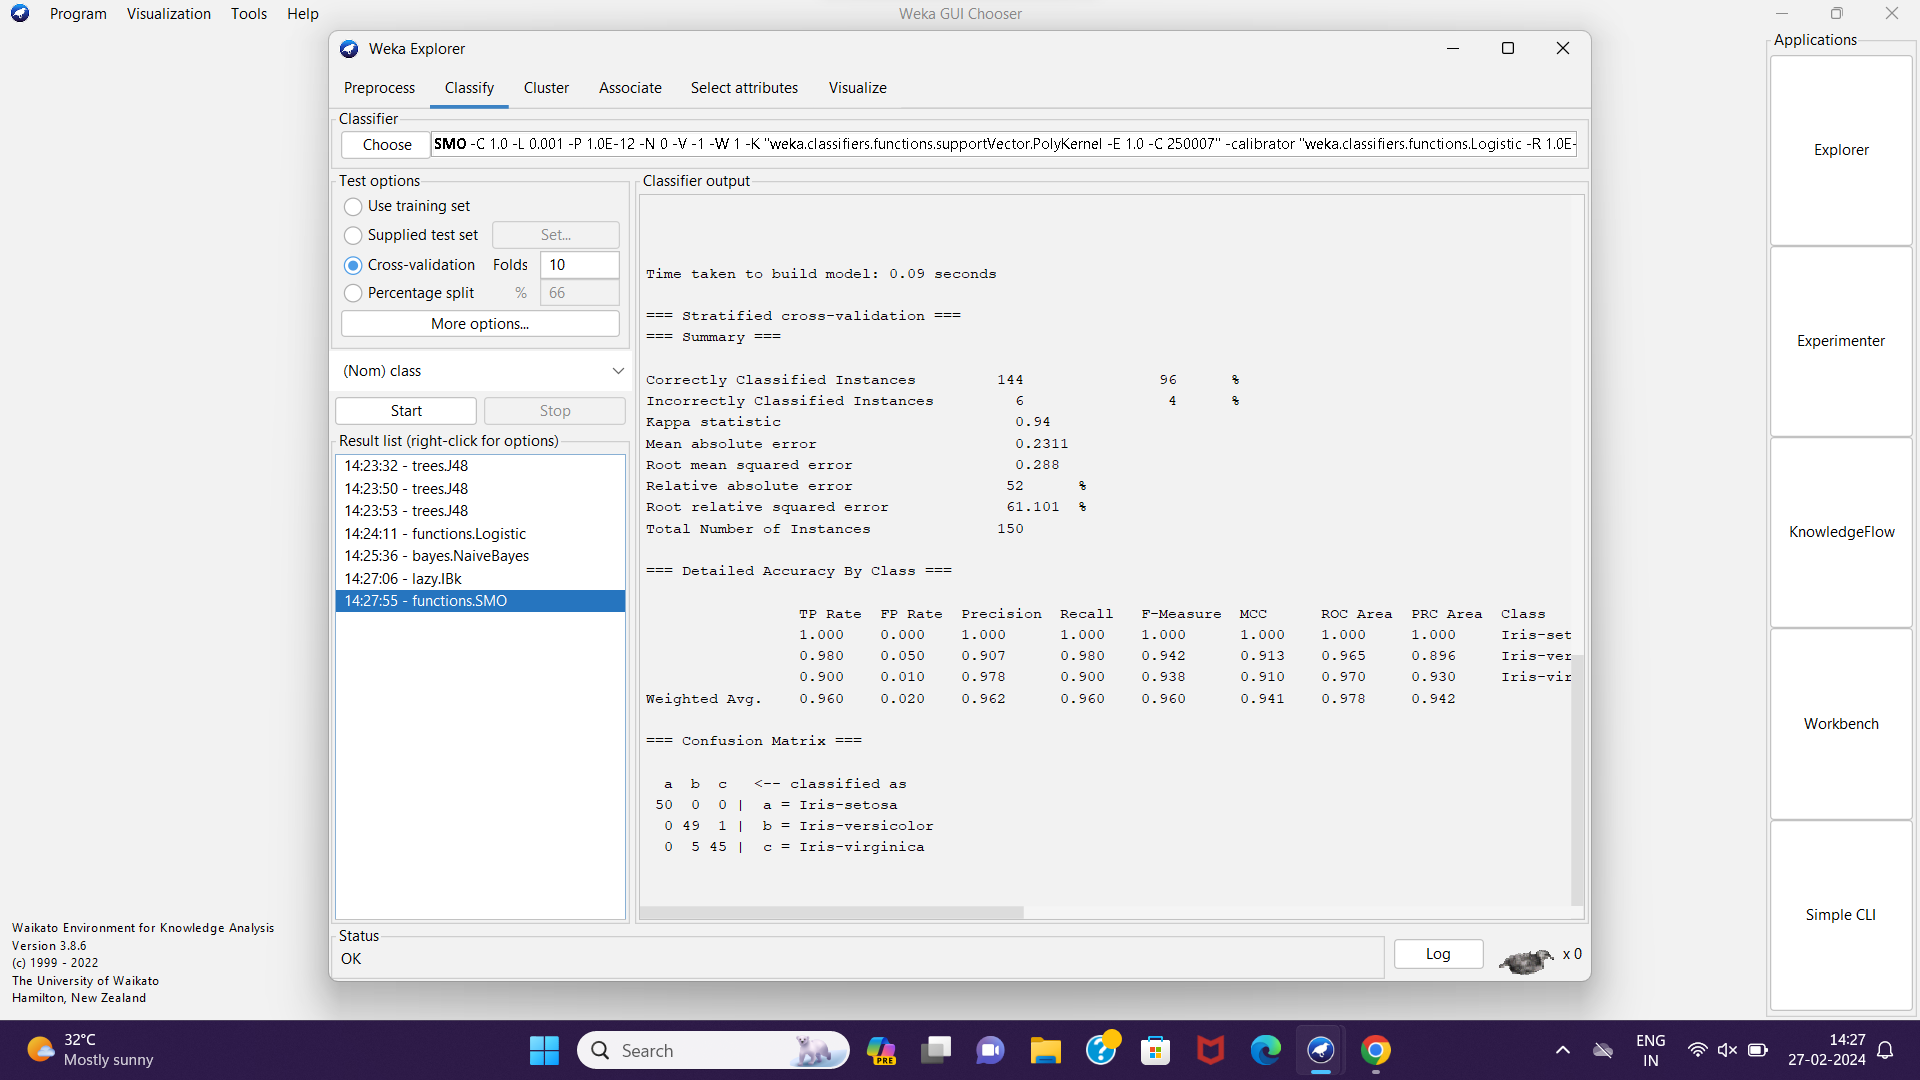 Program Visualization Tools Help
Weka GUI Chooser
Applications
Explorer
Experimenter
KnowledgeFlow
Workbench
Simple CLI
Weka Explorer
Preprocess Classify Cluster Associate Select attributes Visualize
Classifier
Choose SMO -C 1.0 -L 0.001 -P 1.0E-12 -N 0 -V -1 -W 1 -K "weka.classifiers.functions.supportVector.PolyKernel -E 1.0 -C 250007" -calibrator "weka.classifiers.functions.Logistic -R 1.0E-
Test options
Use training set
Supplied test set Set...
Cross-validation Folds 10
Percentage split % 66
More options...
(Nom) class
Start Stop
Result list (right-click for options)
14:23:32 - trees.J48
14:23:50 - trees.J48
14:23:53 - trees.J48
14:24:11 - functions.Logistic
14:25:36 - bayes.NaiveBayes
14:27:06 - lazy.IBk
14:27:55 - functions.SMO
Classifier output
Time taken to build model: 0.09 seconds
=== Stratified cross-validation ===
=== Summary ===
Correctly Classified Instances 144 96 %
Incorrectly Classified Instances 6 4 %
Kappa statistic 0.94
Mean absolute error 0.2311
Root mean squared error 0.288
Relative absolute error 52 %
Root relative squared error 61.101 %
Total Number of Instances 150
=== Detailed Accuracy By Class ===
TP Rate FP Rate Precision Recall F-Measure MCC ROC Area PRC Area Class
1.000 0.000 1.000 1.000 1.000 1.000 1.000 1.000 Iris-set
0.980 0.050 0.907 0.980 0.942 0.913 0.965 0.896 Iris-ver
0.900 0.010 0.978 0.900 0.938 0.910 0.970 0.930 Iris-vir
Weighted Avg. 0.960 0.020 0.962 0.960 0.960 0.941 0.978 0.942
=== Confusion Matrix ===
a b c <-- classified as
50 0 0 | a = Iris-setosa
0 49 1 | b = Iris-versicolor
0 5 45 | c = Iris-virginica
Status
OK
Log
x 0
Waikato Environment for Knowledge Analysis
Version 3.8.6
(c) 1999 - 2022
The University of Waikato
Hamilton, New Zealand
32°C
Mostly sunny
Search
PRE
ENG
IN
14:27
27-02-2024